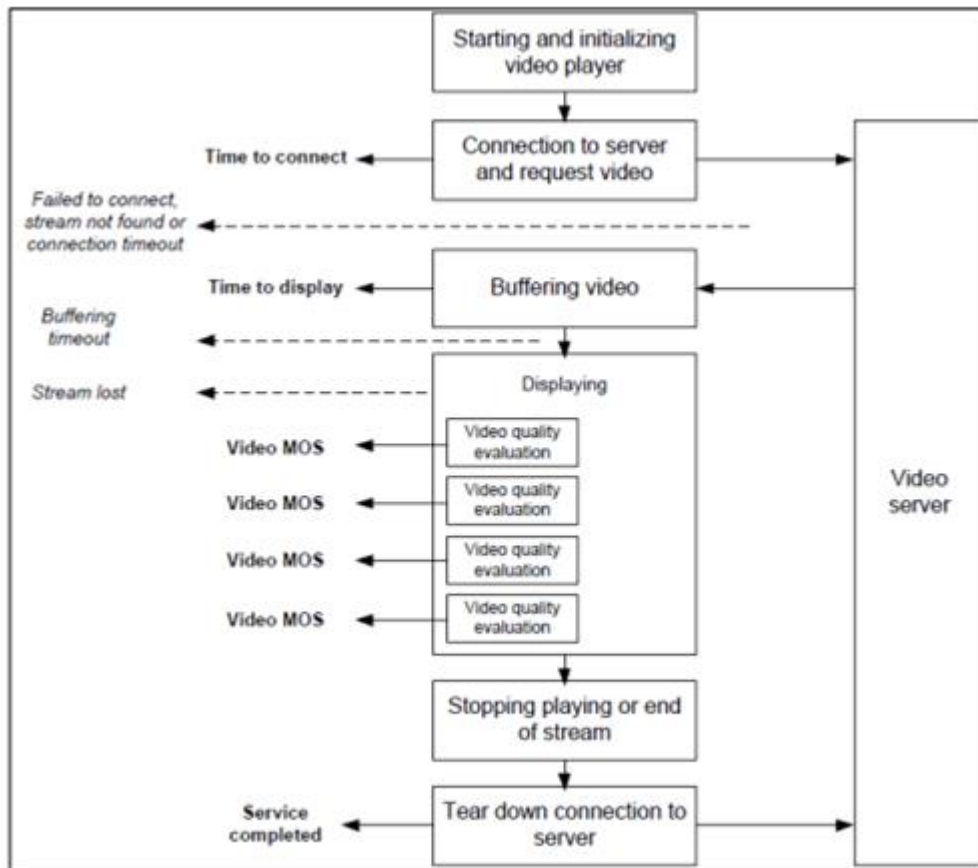 Starting and initializing
video player
Time to connect
Connection to server
and request video
Failed to connect,
stream not found or
connection timeout
Time to display
Buffering video
Buffering
timeout
Stream lost
Displaying
Video MOS
Video quality
evaluation
Video MOS
Video quality
evaluation
Video MOS
Video quality
evaluation
Video MOS
Video quality
evaluation
Video
server
Stopping playing or end
of stream
Service
completed
Tear down connection to
server